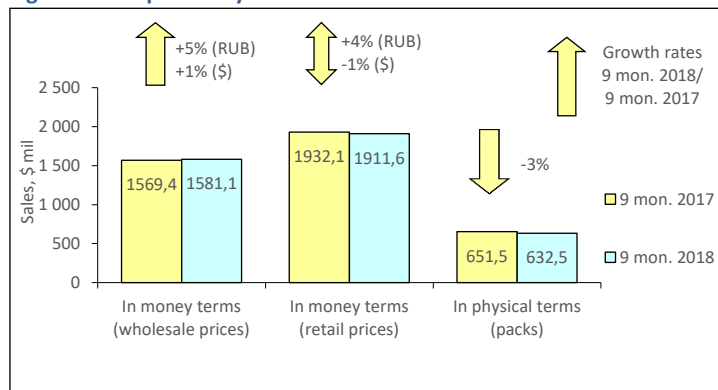 +5% (RUB)
+1% ($)
+4% (RUB)
-1% ($)
Growth rates
9 mon. 2018/
9 mon. 2017
-3%
Sales, $ mil
2 500
2 000
1 500
1 000
500
0
1569,4
1581,1
1932,1
1911,6
651,5
632,5
9 mon. 2017
9 mon. 2018
In money terms
(wholesale prices)
In money terms
(retail prices)
In physical terms
(packs)